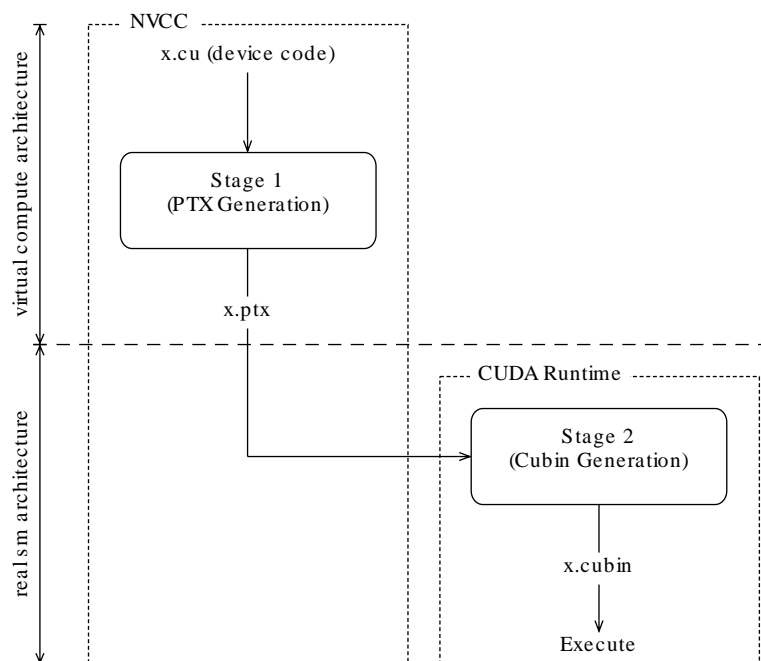 NVCC
x.cu (device code)
virtual compute architecture
Stage 1
(PTX Generation)
x.ptx
CUDA Runtime
real sm architecture
Stage 2
(Cubin Generation)
x.cubin
Execute